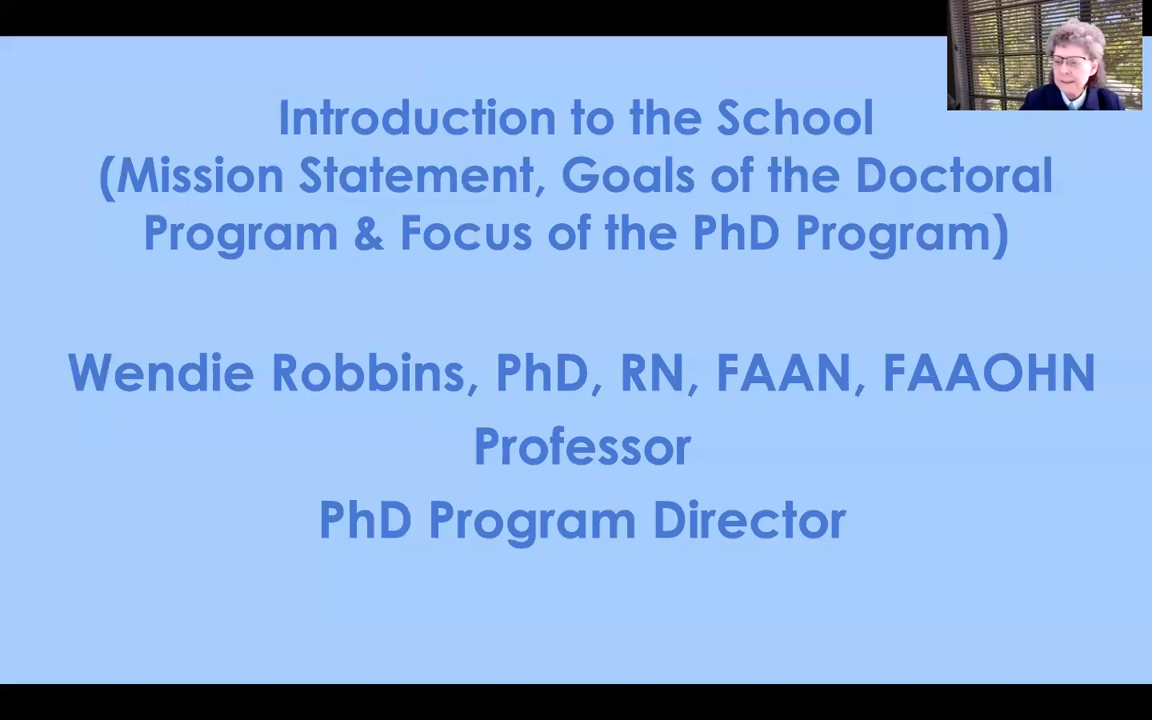 Introduction to the School
(Mission Statement, Goals of the Doctoral
Program & Focus of the PhD Program)
Wendie Robbins, PhD, RN, FAAN, FAAOHN
Professor
PhD Program Director